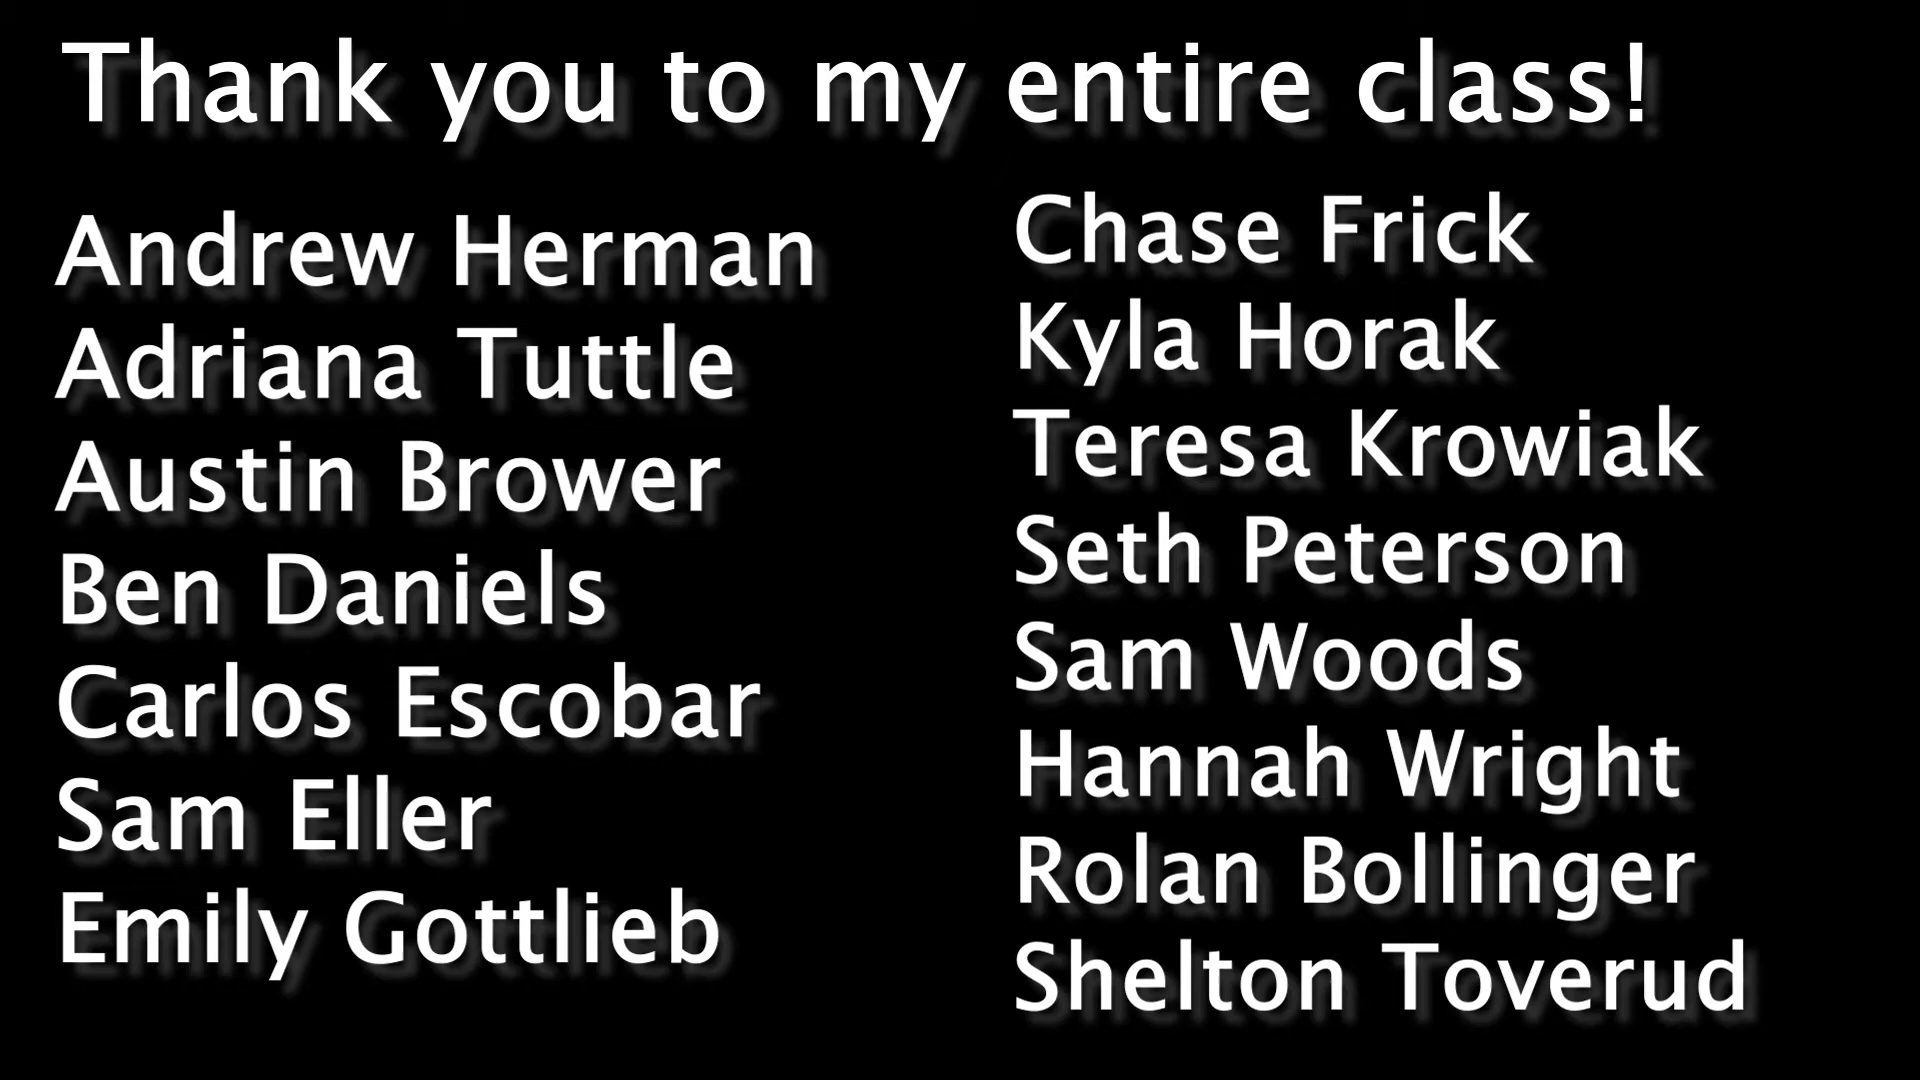 Thank you to my entire class!
Andrew Herman
Adriana Tuttle
Austin Brower
Ben Daniels
Carlos Escobar
Sam Eller
Emily Gottlieb
Chase Frick
Kyla Horak
Teresa Krowiak
Seth Peterson
Sam Woods
Hannah Wright
Rolan Bollinger
Shelton Toverud